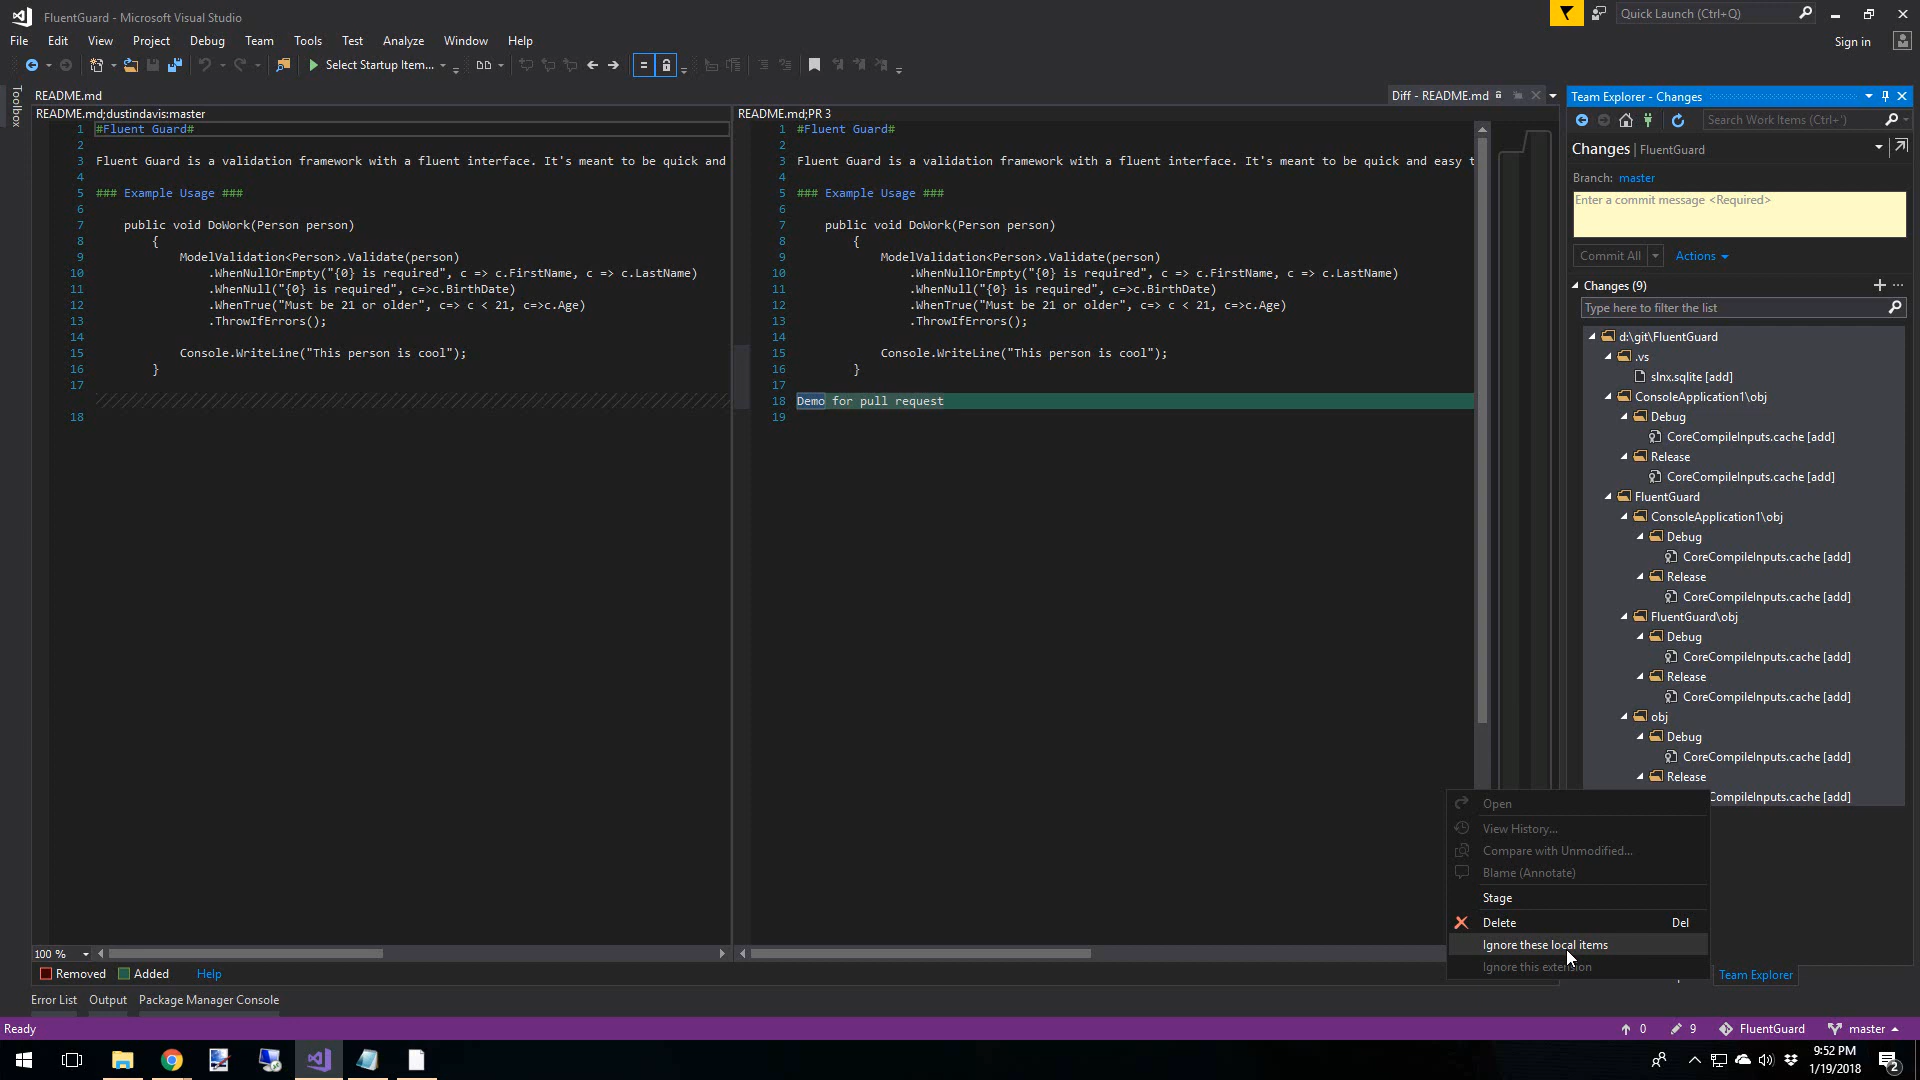 FluentGuard - Microsoft Visual Studio
Quick Launch (Ctrl+Q)
File Edit View Project Debug Team Tools Test Analyze Window Help
Sign in
Select Startup Item...
Toolbox
README.md
Diff - README.md
README.md;dustindavis:master
README.md;PR 3
1 #Fluent Guard#
2
3 Fluent Guard is a validation framework with a fluent interface. It's meant to be quick and
4
5 ### Example Usage ###
6
7 public void DoWork(Person person)
8 {
9 ModelValidation<Person>.Validate(person)
10 .WhenNullOrEmpty("{0} is required", c => c.FirstName, c => c.LastName)
11 .WhenNull("{0} is required", c=>c.BirthDate)
12 .WhenTrue("Must be 21 or older", c=> c < 21, c=>c.Age)
13 .ThrowIfErrors();
14
15 Console.WriteLine("This person is cool");
16 }
17
18
1 #Fluent Guard#
2
3 Fluent Guard is a validation framework with a fluent interface. It's meant to be quick and easy t
4
5 ### Example Usage ###
6
7 public void DoWork(Person person)
8 {
9 ModelValidation<Person>.Validate(person)
10 .WhenNullOrEmpty("{0} is required", c => c.FirstName, c => c.LastName)
11 .WhenNull("{0} is required", c=>c.BirthDate)
12 .WhenTrue("Must be 21 or older", c=> c < 21, c=>c.Age)
13 .ThrowIfErrors();
14
15 Console.WriteLine("This person is cool");
16 }
17
18 Demo for pull request
19
Team Explorer - Changes
Search Work Items (Ctrl+')
Changes | FluentGuard
Branch: master
Enter a commit message <Required>
Commit All
Actions
Changes (9)
Type here to filter the list
d:\git\FluentGuard
.vs
slnx.sqlite [add]
ConsoleApplication1\obj
Debug
CoreCompileInputs.cache [add]
Release
CoreCompileInputs.cache [add]
FluentGuard
ConsoleApplication1\obj
Debug
CoreCompileInputs.cache [add]
Release
CoreCompileInputs.cache [add]
FluentGuard\obj
Debug
CoreCompileInputs.cache [add]
Release
CoreCompileInputs.cache [add]
obj
Debug
CoreCompileInputs.cache [add]
Release
CompileInputs.cache [add]
Open
View History...
Compare with Unmodified...
Blame (Annotate)
Stage
Delete Del
Ignore these local items
Ignore this extension
100 %
Removed Added Help
Team Explorer
Error List Output Package Manager Console
Ready
0 9 FluentGuard master
9:52 PM
1/19/2018
2